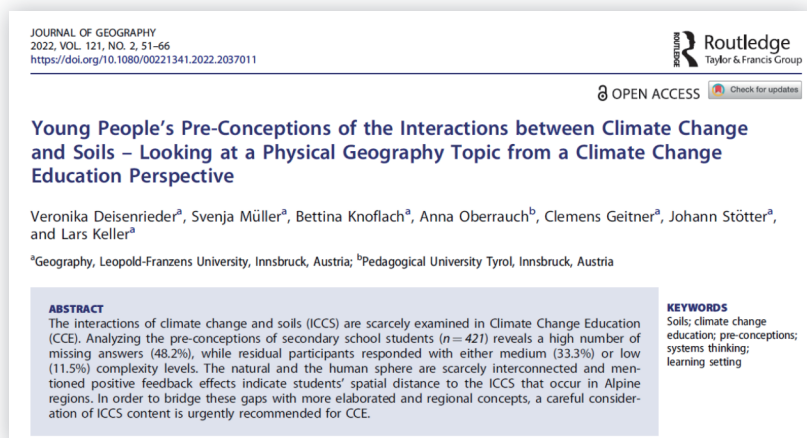 JOURNAL OF GEOGRAPHY
2022, VOL. 121, NO. 2, 51–66
https://doi.org/10.1080/00221341.2022.2037011
ROUTLEDGE
Routledge
Taylor & Francis Group
OPEN ACCESS
Check for updates
Young People's Pre-Conceptions of the Interactions between Climate Change
and Soils – Looking at a Physical Geography Topic from a Climate Change
Education Perspective
Veronika Deisenriederᵃ, Svenja Müllerᵃ, Bettina Knoflachᵃ, Anna Oberrauchᵇ, Clemens Geitnerᵃ, Johann Stötterᵃ,
and Lars Kellerᵃ
ᵃGeography, Leopold-Franzens University, Innsbruck, Austria; ᵇPedagogical University Tyrol, Innsbruck, Austria
ABSTRACT
The interactions of climate change and soils (ICCS) are scarcely examined in Climate Change Education
(CCE). Analyzing the pre-conceptions of secondary school students (n = 421) reveals a high number of
missing answers (48.2%), while residual participants responded with either medium (33.3%) or low
(11.5%) complexity levels. The natural and the human sphere are scarcely interconnected and men-
tioned positive feedback effects indicate students' spatial distance to the ICCS that occur in Alpine
regions. In order to bridge these gaps with more elaborated and regional concepts, a careful consider-
ation of ICCS content is urgently recommended for CCE.
KEYWORDS
Soils; climate change
education; pre-conceptions;
systems thinking;
learning setting